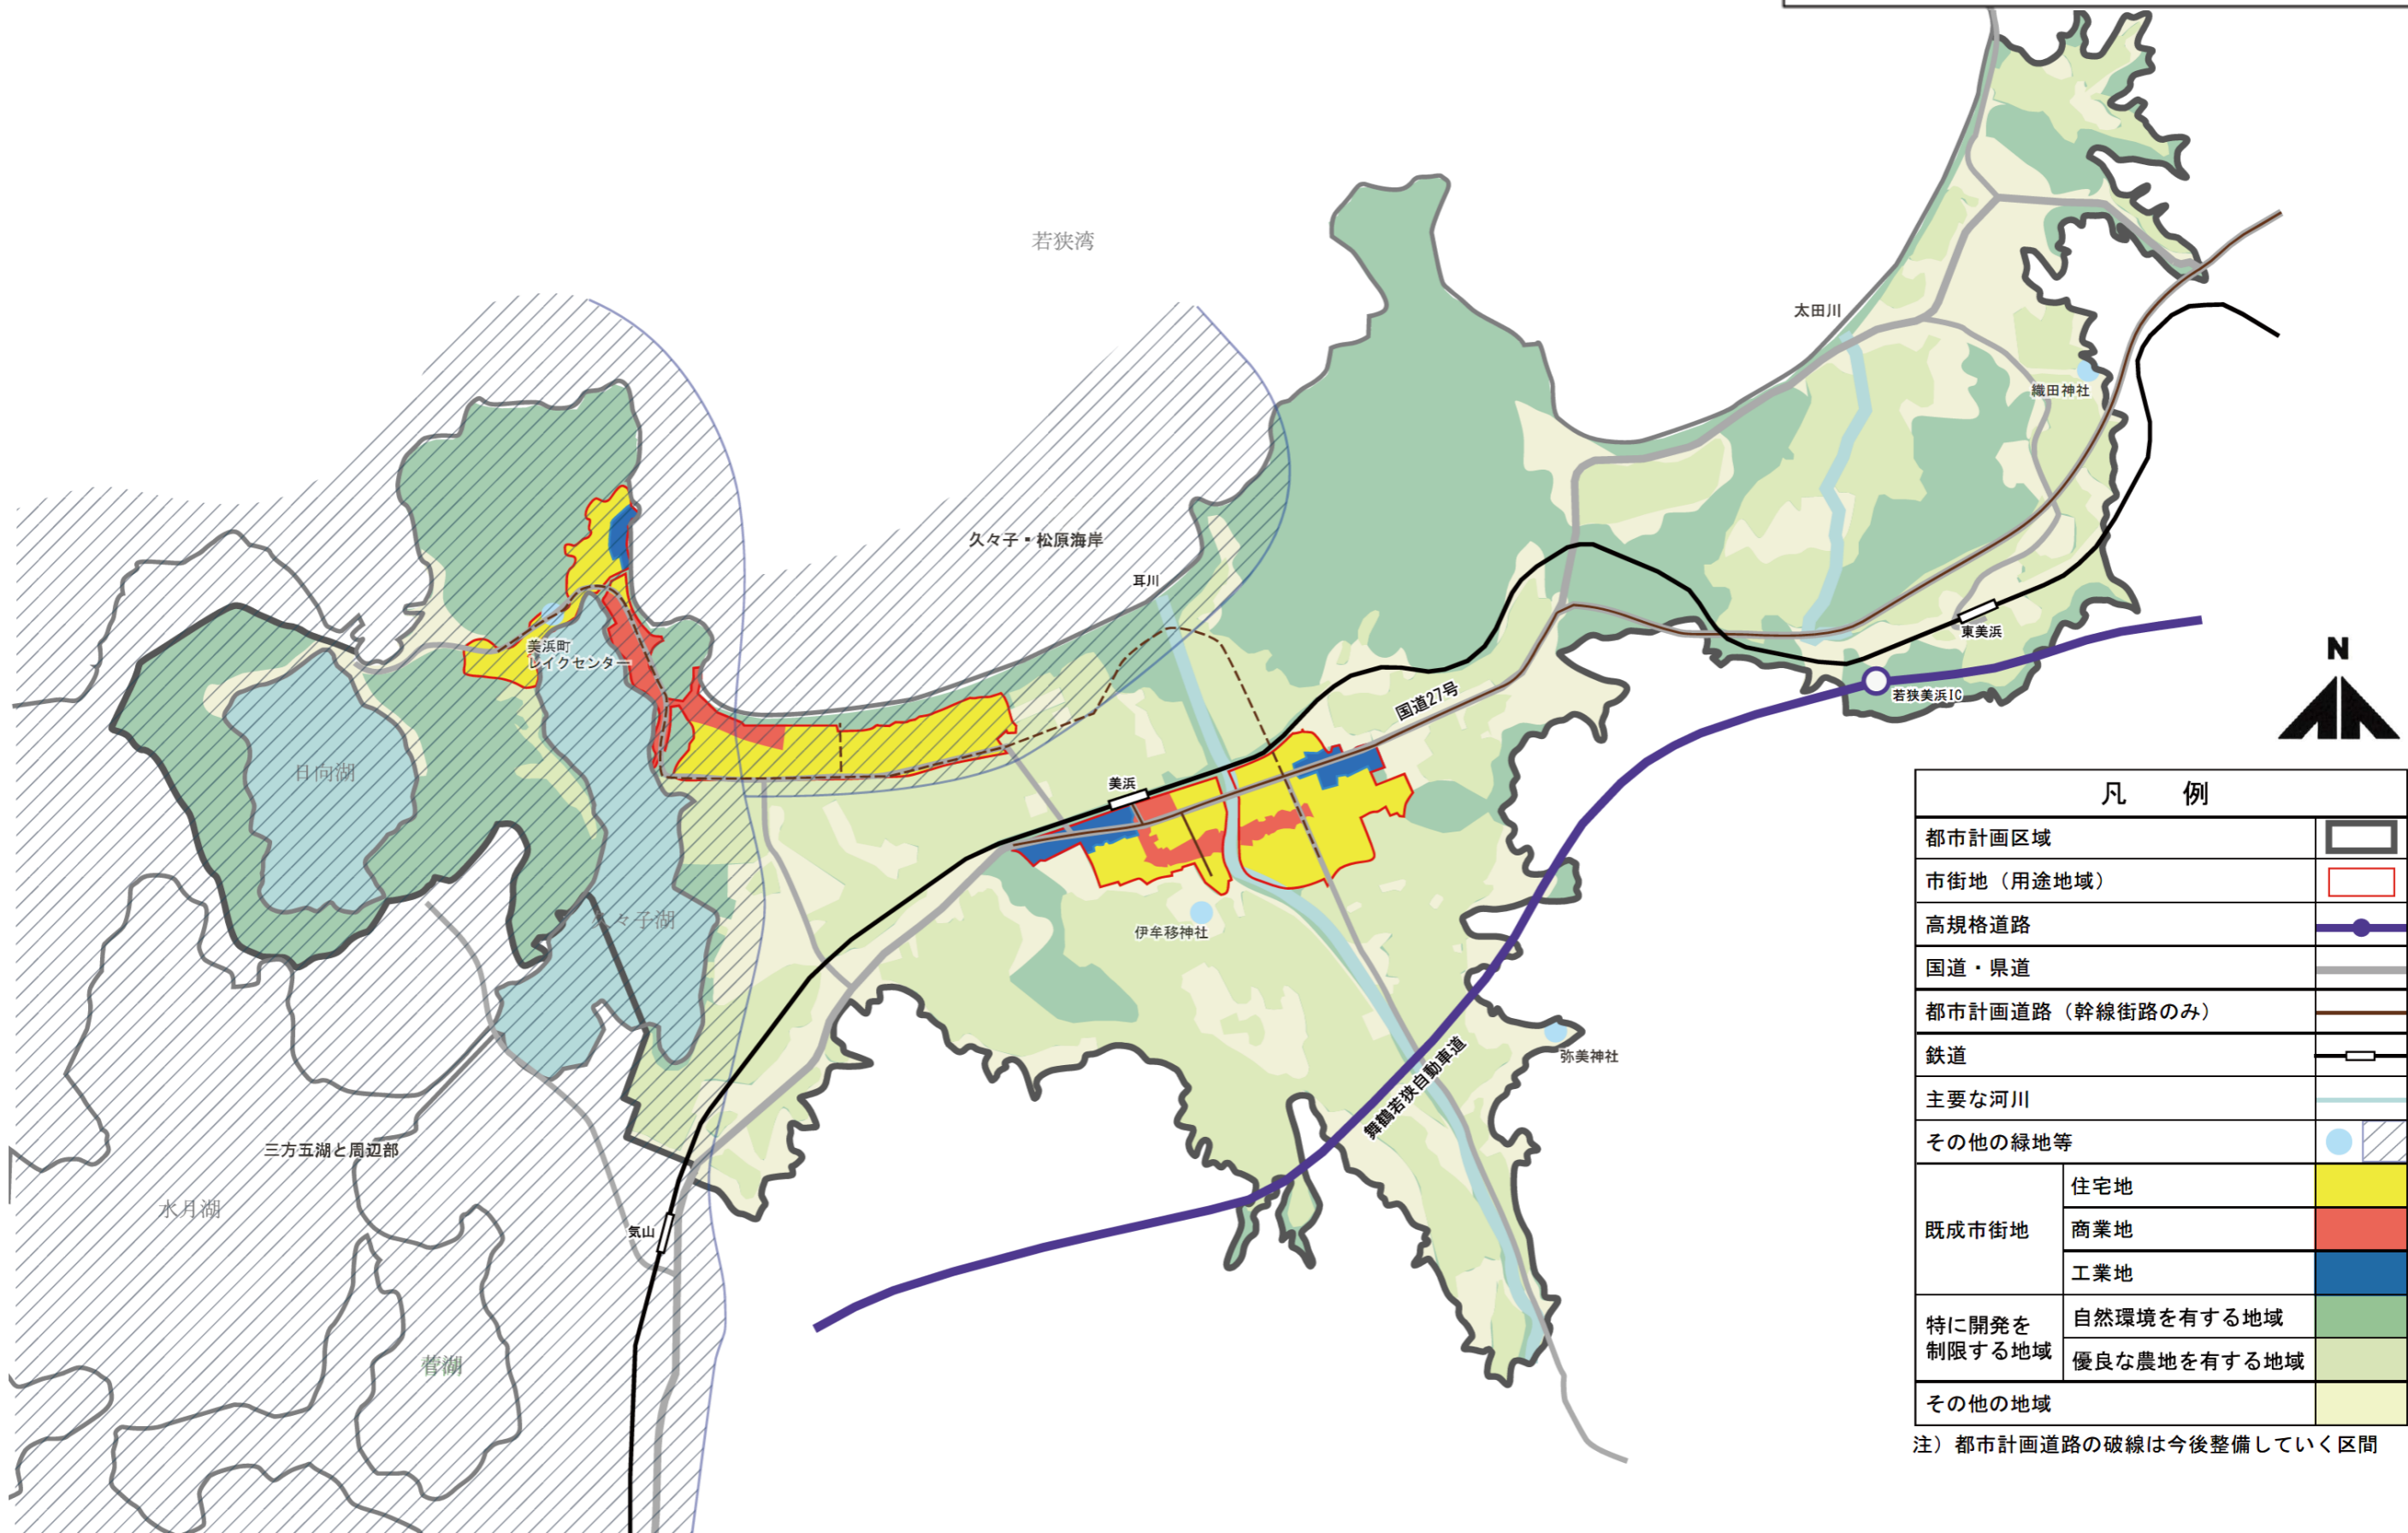 若狭湾
太田川
織田神社
久々子・松原海岸
耳川
東美浜
美浜町
レイクセンター
若狭美浜IC
国道27号
N
日向湖
美浜
久々子湖
伊牟移神社
弥美神社
舞鶴若狭自動車道
三方五湖と周辺部
水月湖
気山
菅湖
凡 例
都市計画区域
市街地(用途地域)
高規格道路
国道・県道
都市計画道路(幹線街路のみ)
鉄道
主要な河川
その他の緑地等
既成市街地
住宅地
商業地
工業地
特に開発を
制限する地域
自然環境を有する地域
優良な農地を有する地域
その他の地域
注)都市計画道路の破線は今後整備していく区間